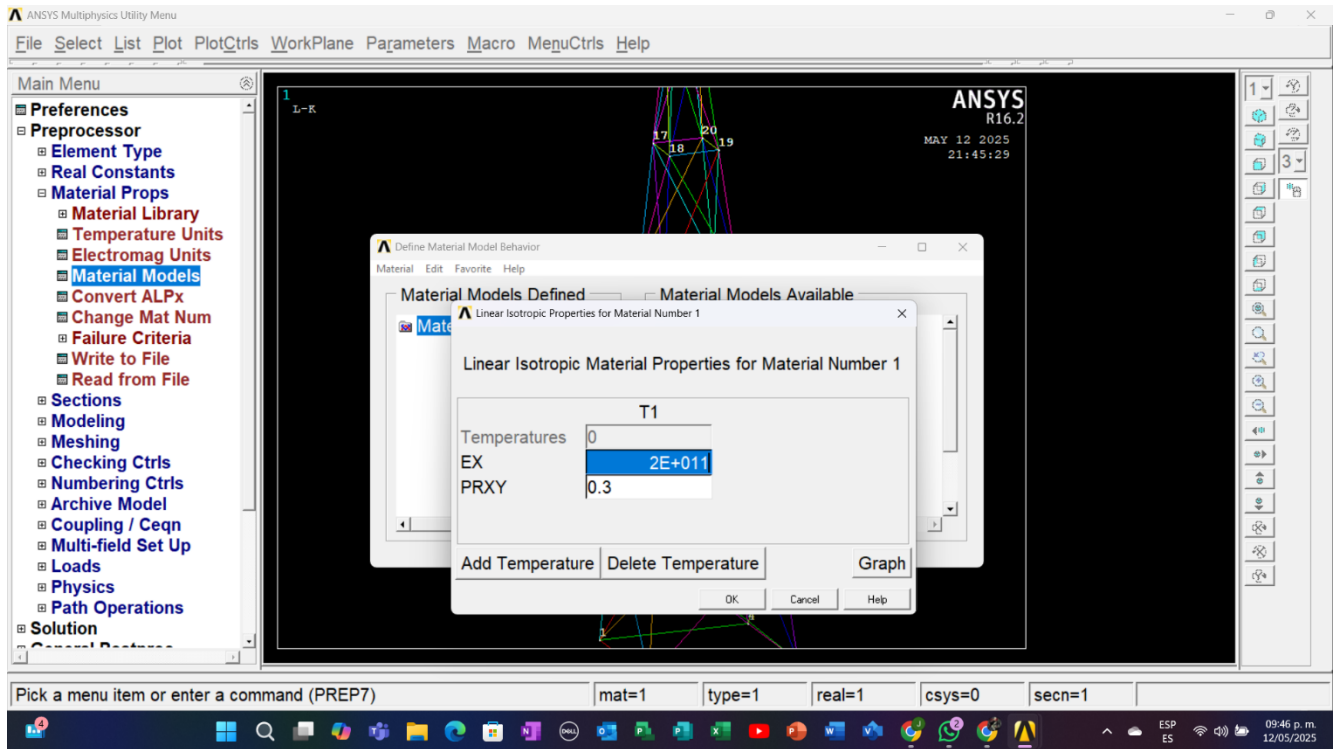 ANSYS Multiphysics Utility Menu
File Select List Plot PlotCtrls WorkPlane Parameters Macro MenuCtrls Help
Main Menu
Preferences
Preprocessor
Element Type
Real Constants
Material Props
Material Library
Temperature Units
Electromag Units
Material Models
Convert ALPx
Change Mat Num
Failure Criteria
Write to File
Read from File
Sections
Modeling
Meshing
Checking Ctrls
Numbering Ctrls
Archive Model
Coupling / Ceqn
Multi-field Set Up
Loads
Physics
Path Operations
Solution
1
L-K
ANSYS
R16.2
MAY 12 2025
21:45:29
17
20
18
19
1
4
Define Material Model Behavior
Material Edit Favorite Help
Material Models Defined
Material Models Available
Mate
Linear Isotropic Properties for Material Number 1
Linear Isotropic Material Properties for Material Number 1
T1
Temperatures 0
EX 2E+011
PRXY 0.3
Add Temperature Delete Temperature Graph
OK Cancel Help
1
3
Pick a menu item or enter a command (PREP7) mat=1 type=1 real=1 csys=0 secn=1
4
DELL
ESP
ES
09:46 p. m.
12/05/2025